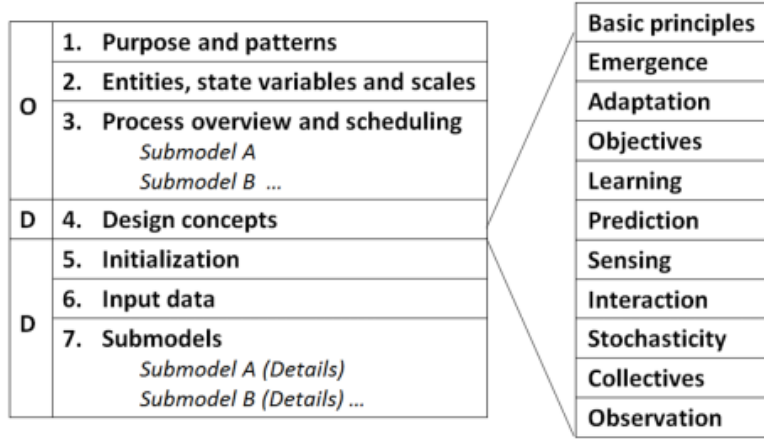 O
1. Purpose and patterns
2. Entities, state variables and scales
3. Process overview and scheduling
Submodel A
Submodel B ...
D
4. Design concepts
D
5. Initialization
6. Input data
7. Submodels
Submodel A (Details)
Submodel B (Details) ...
Basic principles
Emergence
Adaptation
Objectives
Learning
Prediction
Sensing
Interaction
Stochasticity
Collectives
Observation